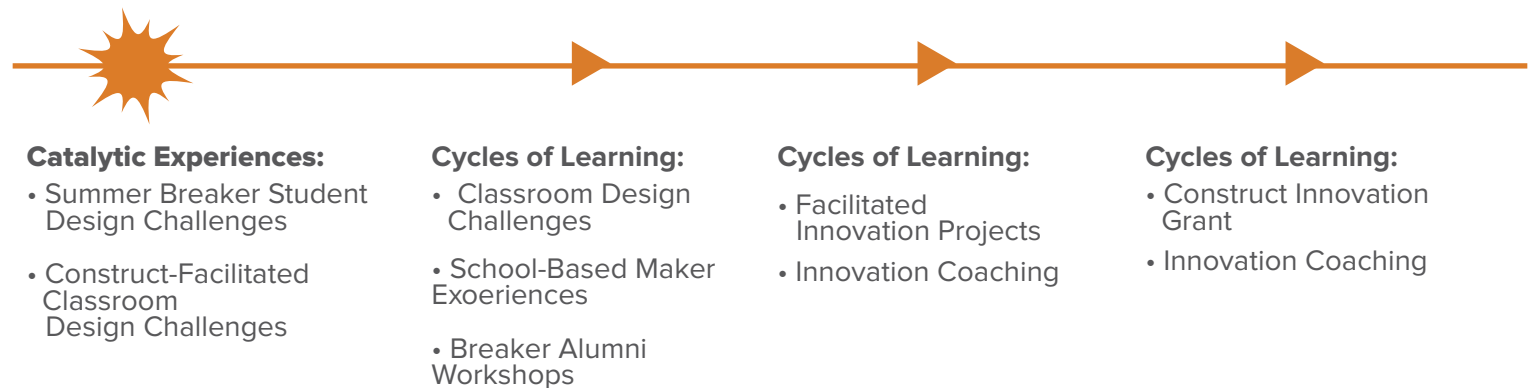 Catalytic Experiences:
• Summer Breaker Student
Design Challenges
• Construct-Facilitated
Classroom
Design Challenges
Cycles of Learning:
• Classroom Design
Challenges
• School-Based Maker
Exoeriences
• Breaker Alumni
Workshops
Cycles of Learning:
• Facilitated
Innovation Projects
• Innovation Coaching
Cycles of Learning:
• Construct Innovation
Grant
• Innovation Coaching